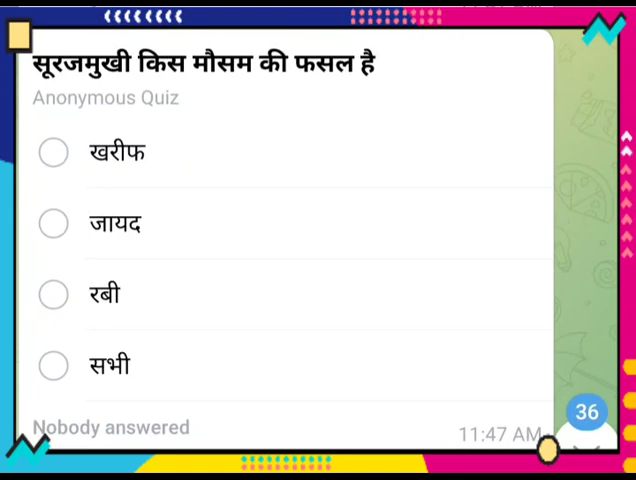 सूरजमुखी किस मौसम की फसल है
Anonymous Quiz
खरीफ
जायद
रबी
सभी
Nobody answered
11:47 AM
36